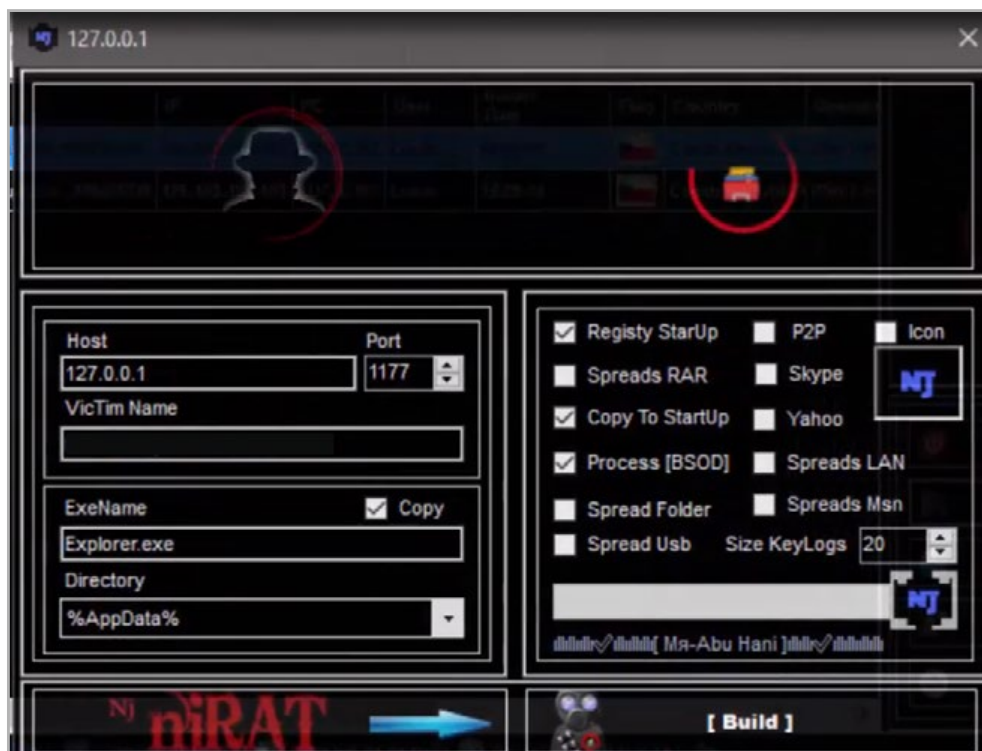 127.0.0.1
Host
Port
127.0.0.1
1177
VicTim Name
ExeName
Copy
Explorer.exe
Directory
%AppData%
Registy StarUp
P2P
Icon
Spreads RAR
Skype
NJ
Copy To StartUp
Yahoo
Process [BSOD]
Spreads LAN
Spread Folder
Spreads Msn
Spread Usb
Size KeyLogs
20
NJ
[ Mя-Abu Hani ]
Nj njRAT
[ Build ]